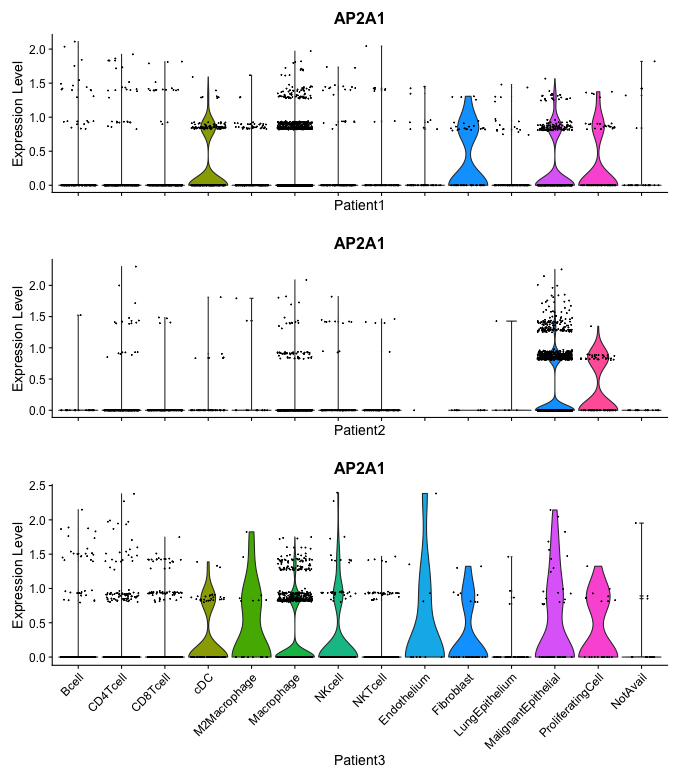 AP2A1
Expression Level
2.0
1.5
1.0
0.5
0.0
Patient1
AP2A1
Expression Level
2.0
1.5
1.0
0.5
0.0
Patient2
AP2A1
Expression Level
2.5
2.0
1.5
1.0
0.5
0.0
Bcell
CD4Tcell
CD8Tcell
cDC
M2Macrophage
Macrophage
NKcell
NKTcell
Endothelium
Fibroblast
LungEpithelium
MalignantEpithelial
ProliferatingCell
NotAvail
Patient3